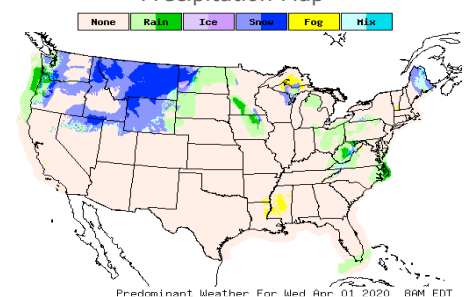 Precipitation Map
None Rain Ice Snow Fog Mix
Predominant Weather For Wed Apr 01 2020 8AM EDT